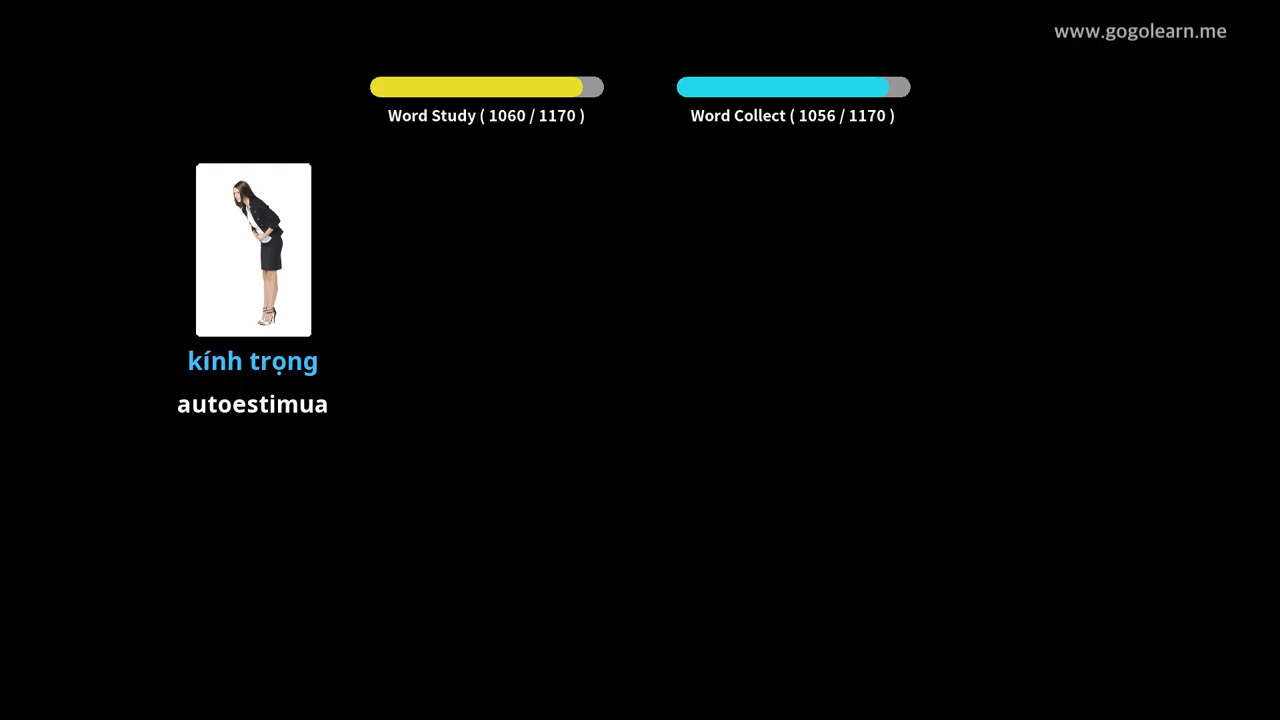 www.gogolearn.me
Word Study ( 1060 / 1170 )
Word Collect ( 1056 / 1170 )
kính trọng
autoestimua